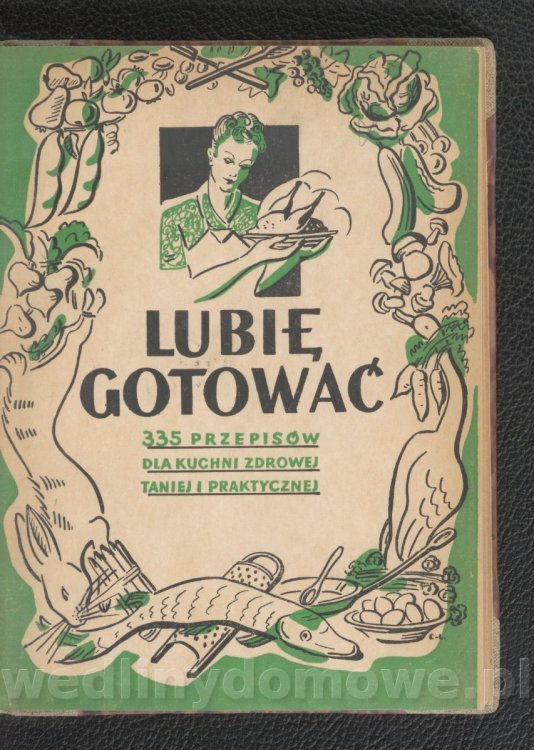 LUBIĘ
GOTOWAĆ
335 PRZEPISÓW
DLA KUCHNI ZDROWEJ
TANIEJ I PRAKTYCZNEJ
wedlinydomowe.pl